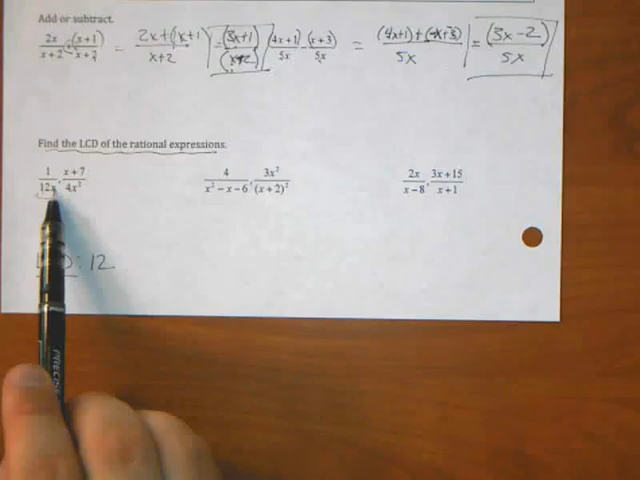 Add or subtract.
2x/x+2 + (x+1)/x+2 = 2x+(x+1)/x+2 = (3x+1)/(x+2) (4x+1)/5x - (x+3)/5x = (4x+1)+(-x+-3)/5x = (3x-2)/5x
Find the LCD of the rational expressions.
1/12x, x+7/4x² 4/x²-x-6, 3x²/(x+2)² 2x/x-8, 3x+15/x+1
: 12